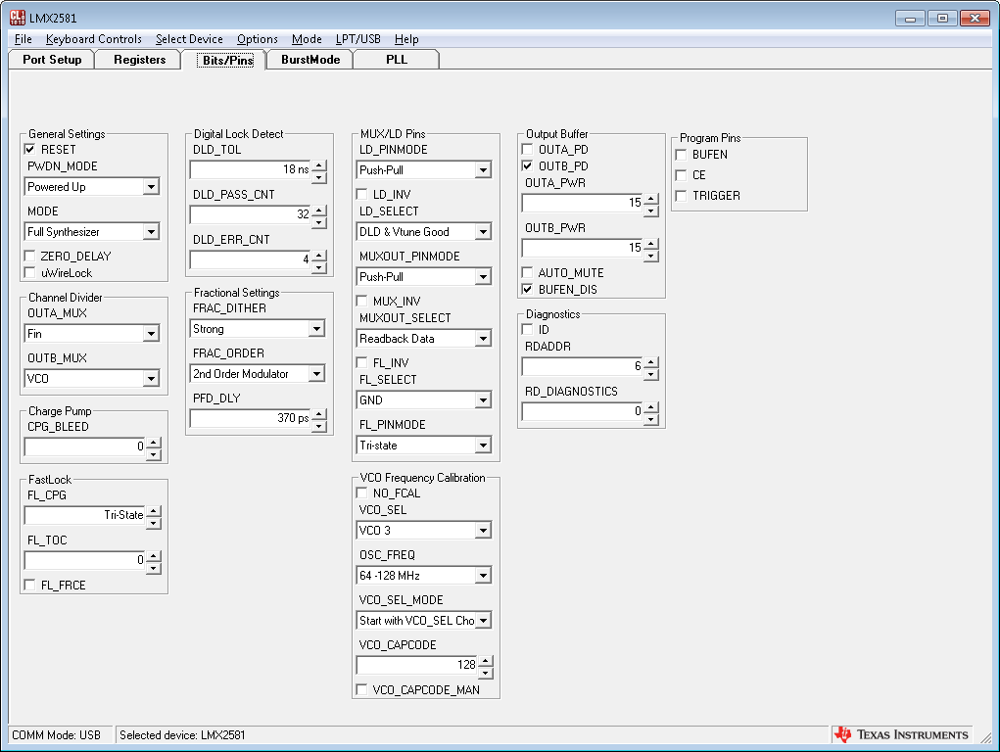 LMX2581
File Keyboard Controls Select Device Options Mode LPT/USB Help
Port Setup Registers Bits/Pins BurstMode PLL
General Settings
RESET
PWDN_MODE
Powered Up
MODE
Full Synthesizer
ZERO_DELAY
uWireLock
Channel Divider
OUTA_MUX
Fin
OUTB_MUX
VCO
Charge Pump
CPG_BLEED
0
FastLock
FL_CPG
Tri-State
FL_TOC
0
FL_FRCE
Digital Lock Detect
DLD_TOL
18 ns
DLD_PASS_CNT
32
DLD_ERR_CNT
4
Fractional Settings
FRAC_DITHER
Strong
FRAC_ORDER
2nd Order Modulator
PFD_DLY
370 ps
MUX/LD Pins
LD_PINMODE
Push-Pull
LD_INV
LD_SELECT
DLD & Vtune Good
MUXOUT_PINMODE
Push-Pull
MUX_INV
MUXOUT_SELECT
Readback Data
FL_INV
FL_SELECT
GND
FL_PINMODE
Tri-state
VCO Frequency Calibration
NO_FCAL
VCO_SEL
VCO 3
OSC_FREQ
64 -128 MHz
VCO_SEL_MODE
Start with VCO_SEL Cho
VCO_CAPCODE
128
VCO_CAPCODE_MAN
Output Buffer
OUTA_PD
OUTB_PD
OUTA_PWR
15
OUTB_PWR
15
AUTO_MUTE
BUFEN_DIS
Diagnostics
ID
RDADDR
6
RD_DIAGNOSTICS
0
Program Pins
BUFEN
CE
TRIGGER
COMM Mode: USB
Selected device: LMX2581
TEXAS INSTRUMENTS